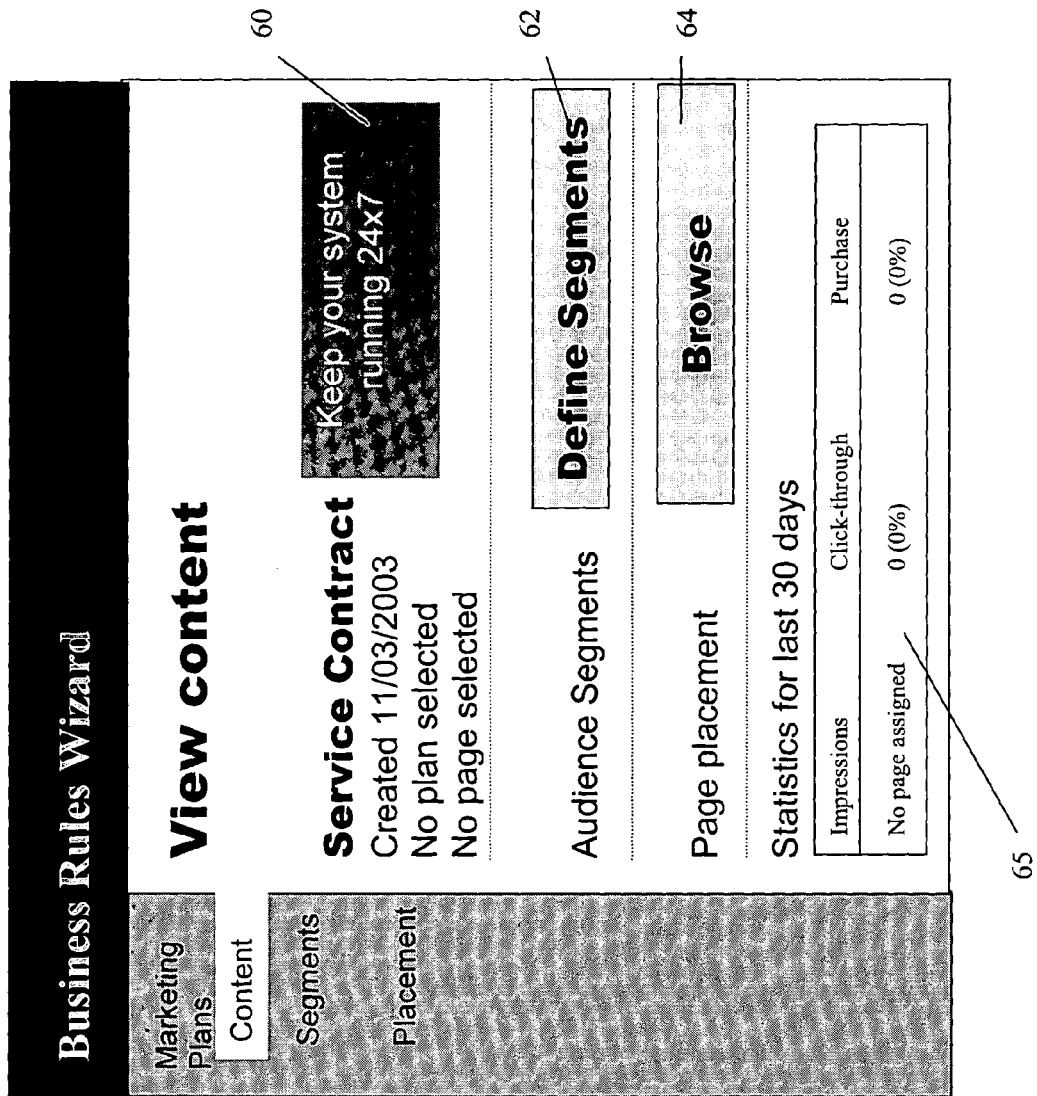 Business Rules Wizard
Marketing
Plans
Content
Segments
Placement
View content
Service Contract
Created 11/03/2003
No plan selected
No page selected
Keep your system
running 24x7
60
Audience Segments
Define Segments
62
Page placement
Browse
64
Statistics for last 30 days
Impressions Click-through Purchase
No page assigned 0 (0%) 0 (0%)
65